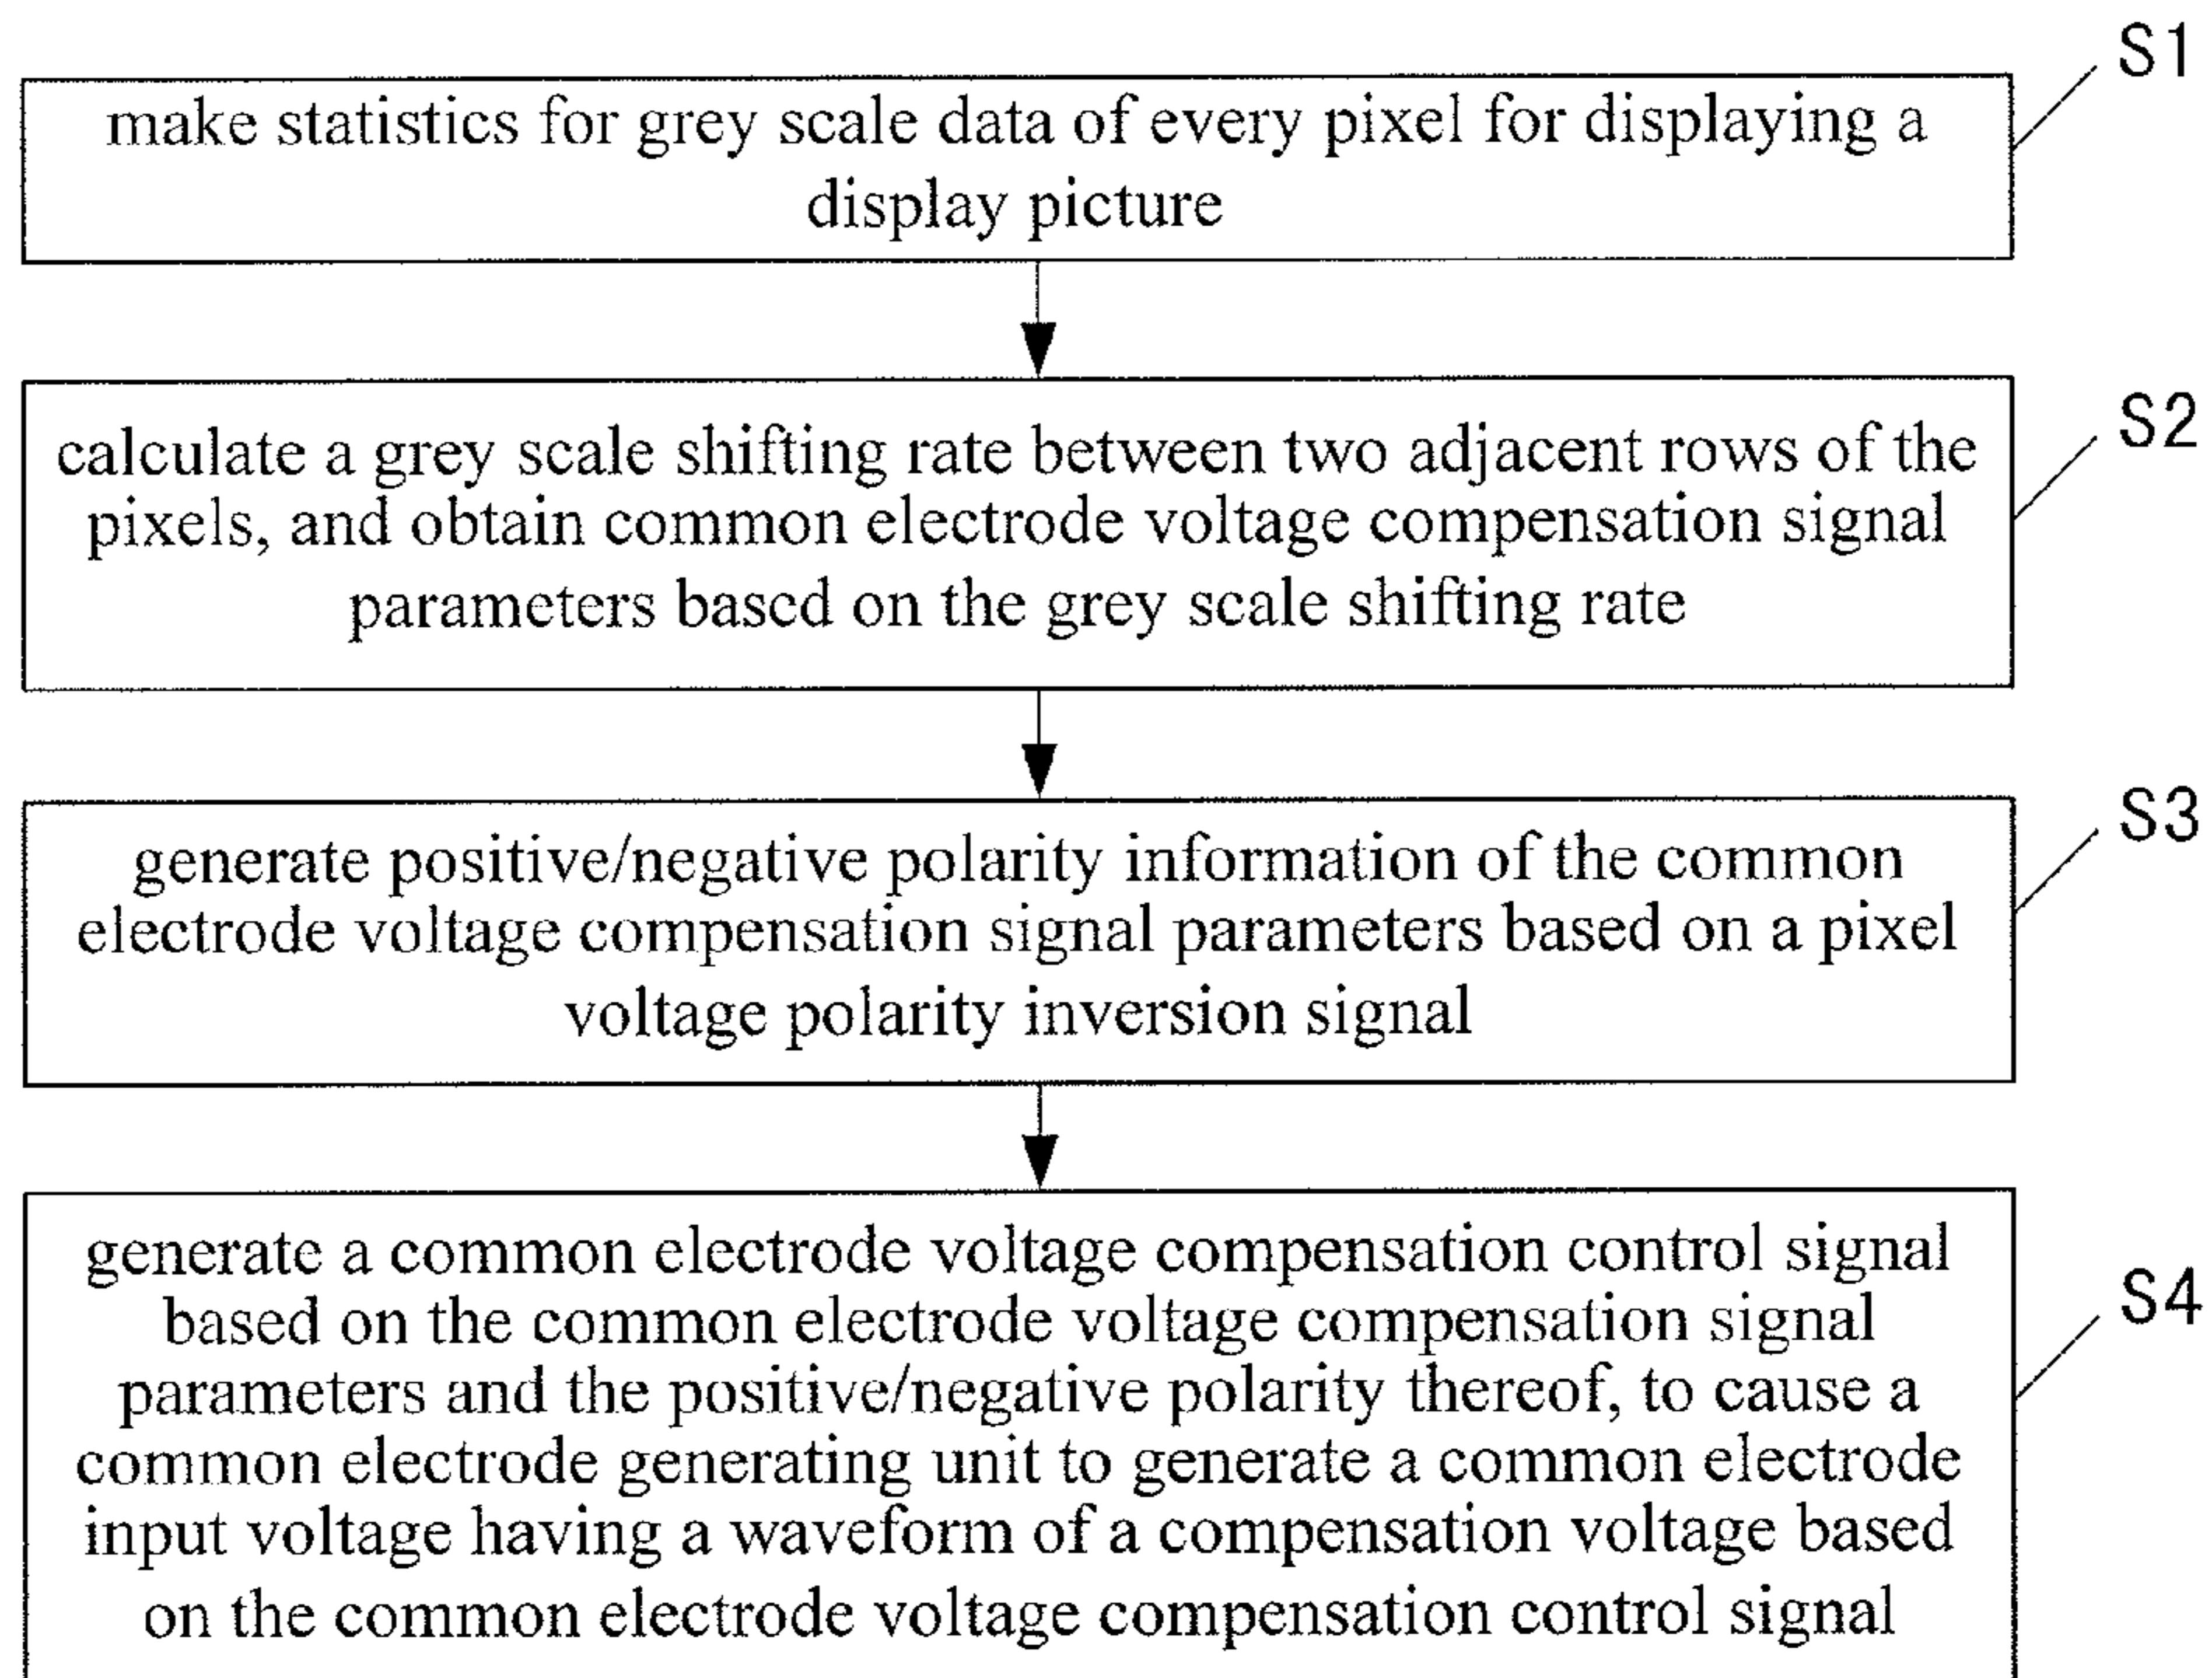 S1
make statistics for grey scale data of every pixel for displaying a
display picture
S2
calculate a grey scale shifting rate between two adjacent rows of the
pixels, and obtain common electrode voltage compensation signal
parameters based on the grey scale shifting rate
S3
generate positive/negative polarity information of the common
electrode voltage compensation signal parameters based on a pixel
voltage polarity inversion signal
S4
generate a common electrode voltage compensation control signal
based on the common electrode voltage compensation signal
parameters and the positive/negative polarity thereof, to cause a
common electrode generating unit to generate a common electrode
input voltage having a waveform of a compensation voltage based
on the common electrode voltage compensation control signal